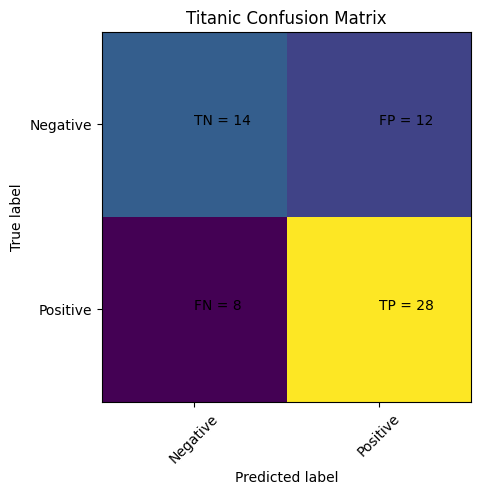 Titanic Confusion Matrix
True label
Negative
TN = 14
FP = 12
Positive
FN = 8
TP = 28
Negative
Positive
Predicted label